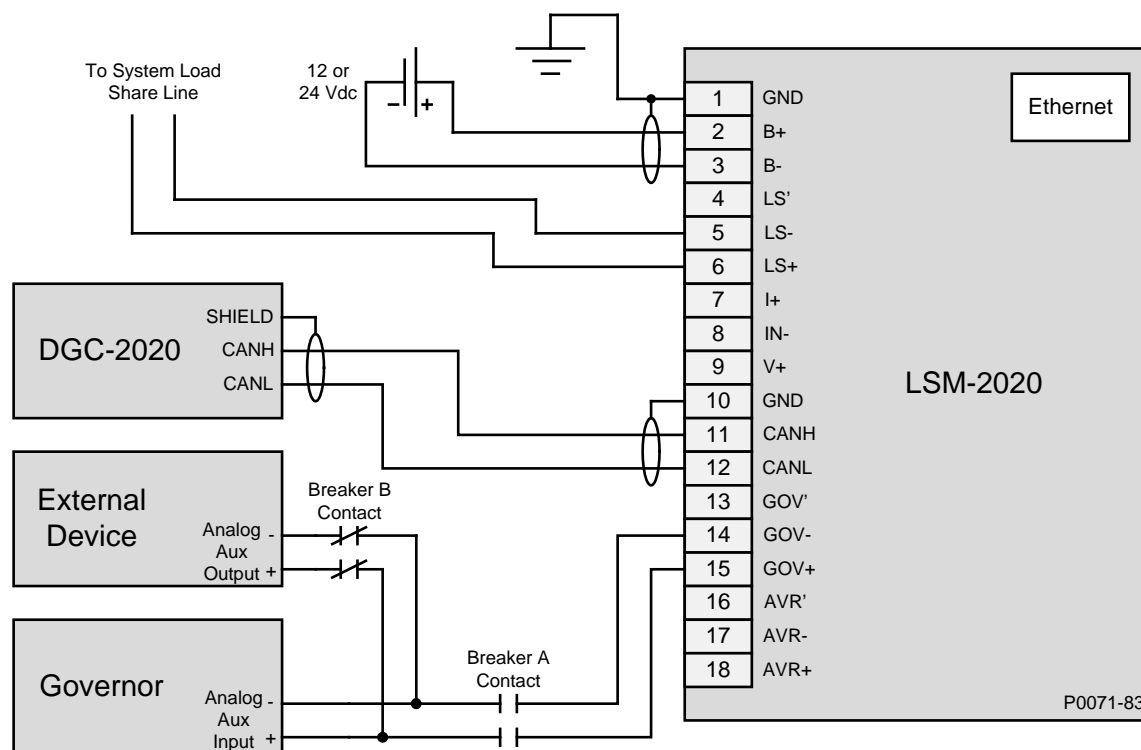 To System Load
Share Line
12 or
24 Vdc
− +
1 GND
2 B+
3 B-
4 LS’
5 LS-
6 LS+
7 I+
8 IN-
9 V+
10 GND
11 CANH
12 CANL
13 GOV’
14 GOV-
15 GOV+
16 AVR’
17 AVR-
18 AVR+
Ethernet
LSM-2020
P0071-83
DGC-2020
SHIELD
CANH
CANL
External
Device
Analog -
Aux
Output +
Breaker B
Contact
Governor
Analog -
Aux
Input +
Breaker A
Contact